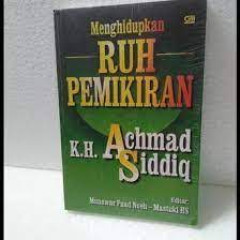 Menghidupkan
RUH
PEMIKIRAN
K.H. Achmad
Siddiq
Editor:
Munawar Fuad Noeh - Mastuki HS